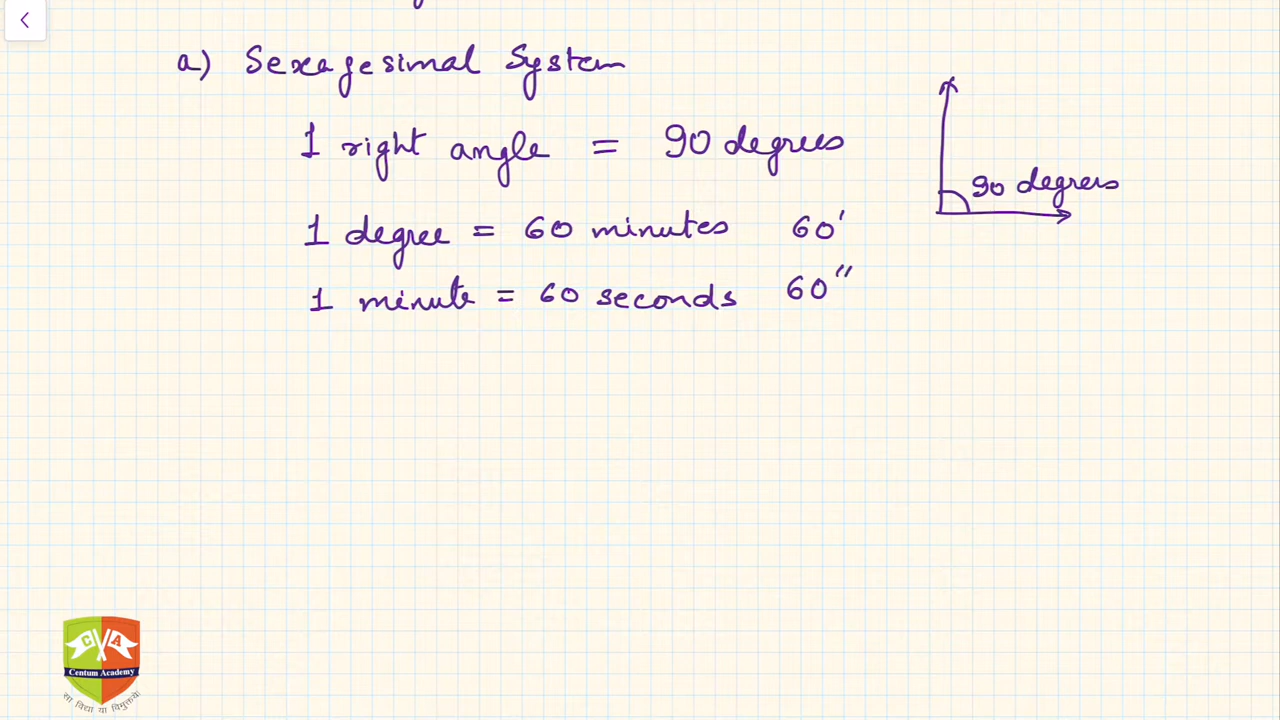 a) Sexagesimal System
1 right angle = 90 degrees
90 degrees
1 degree = 60 minutes 60'
1 minute = 60 seconds 60"
C A
Centum Academy
सा विद्या या विमुक्तये